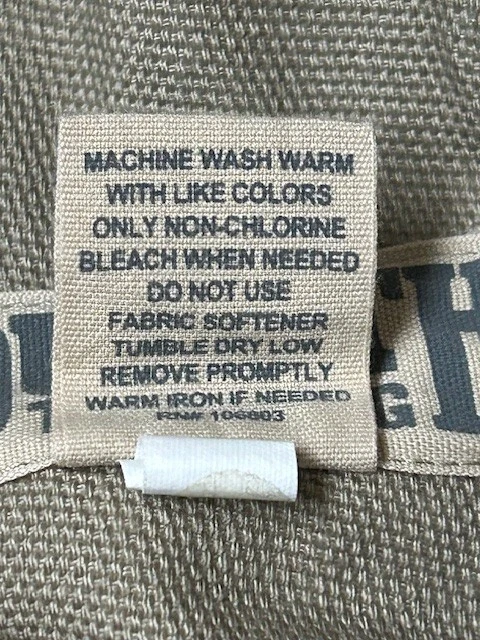 MACHINE WASH WARM
WITH LIKE COLORS
ONLY NON-CHLORINE
BLEACH WHEN NEEDED
DO NOT USE
FABRIC SOFTENER
TUMBLE DRY LOW
REMOVE PROMPTLY
WARM IRON IF NEEDED
RN# 106803